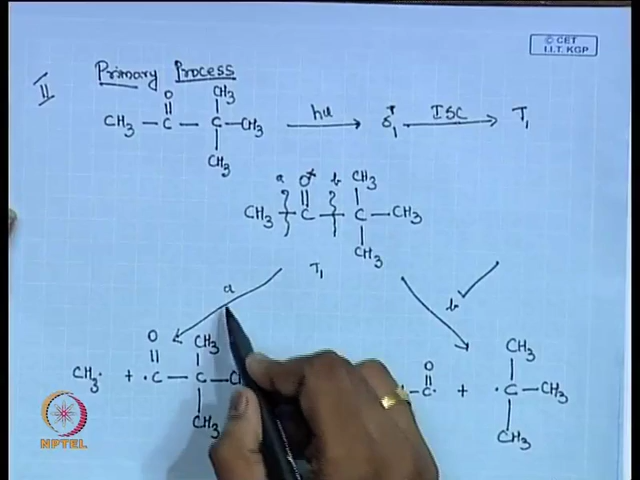 © CET
I.I.T. KGP
II Primary Process
O CH3
CH3 — C — C — CH3 hν S1* ISC T1
CH3
a O* b CH3
CH3 — C — C — CH3
CH3
T1
a b
O CH3 O CH3
CH3· + ·C — C — C· + ·C — CH3
CH3 CH3
NPTEL